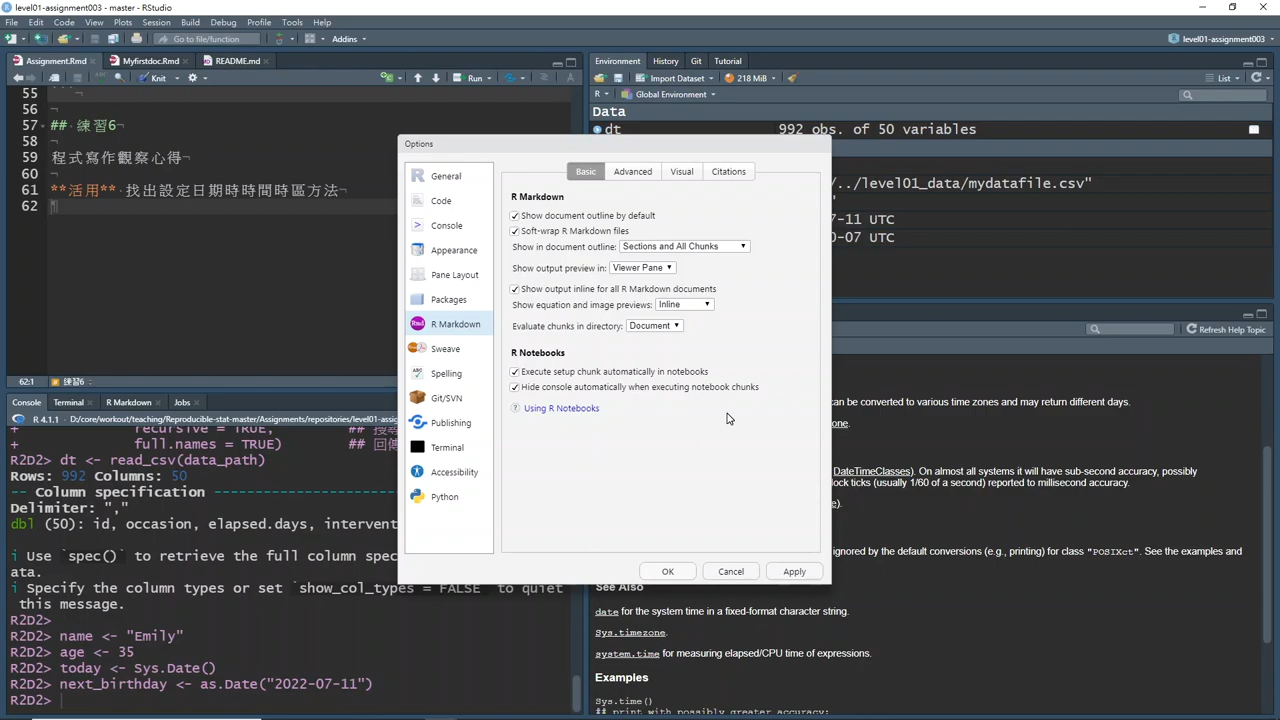 level01-assignment003 - master - RStudio
File Edit Code View Plots Session Build Debug Profile Tools Help
Go to file/function Addins level01-assignment003
Assignment.Rmd Myfirstdoc.Rmd README.md
Knit Run
55 ```
56
57 ## 練習6
58
59 程式寫作觀察心得
60
61 **活用** 找出設定日期時時間時區方法
62
62:1 練習6
Environment History Git Tutorial
Import Dataset 218 MiB List
R Global Environment
Data
dt 992 obs. of 50 variables
/../level01_data/mydatafile.csv"
7-11 UTC
0-07 UTC
Options
General
Code
Console
Appearance
Pane Layout
Packages
R Markdown
Sweave
Spelling
Git/SVN
Publishing
Terminal
Accessibility
Python
Basic Advanced Visual Citations
R Markdown
Show document outline by default
Soft-wrap R Markdown files
Show in document outline: Sections and All Chunks
Show output preview in: Viewer Pane
Show output inline for all R Markdown documents
Show equation and image previews: Inline
Evaluate chunks in directory: Document
R Notebooks
Execute setup chunk automatically in notebooks
Hide console automatically when executing notebook chunks
Using R Notebooks
OK Cancel Apply
Console Terminal R Markdown Jobs
R 4.1.1 D:/core/workout/teaching/Reproducible-stat-master/Assignments/repositories/level01-assi
+ recursive = TRUE, ## 搜尋
+ full.names = TRUE) ## 回傳
R2D2> dt <- read_csv(data_path)
Rows: 992 Columns: 50
-- Column specification
Delimiter: ","
dbl (50): id, occasion, elapsed.days, intervent
i Use `spec()` to retrieve the full column spec
ata.
i Specify the column types or set `show_col_types = FALSE` to quiet
this message.
R2D2>
R2D2> name <- "Emily"
R2D2> age <- 35
R2D2> today <- Sys.Date()
R2D2> next_birthday <- as.Date("2022-07-11")
R2D2>
Refresh Help Topic
can be converted to various time zones and may return different days.
one.
DateTimeClasses). On almost all systems it will have sub-second accuracy, possibly
lock ticks (usually 1/60 of a second) reported to millisecond accuracy.
e).
ignored by the default conversions (e.g., printing) for class "POSIXct". See the examples and
See Also
date for the system time in a fixed-format character string.
Sys.timezone.
system.time for measuring elapsed/CPU time of expressions.
Examples
Sys.time()
## print with possibly greater accuracy: